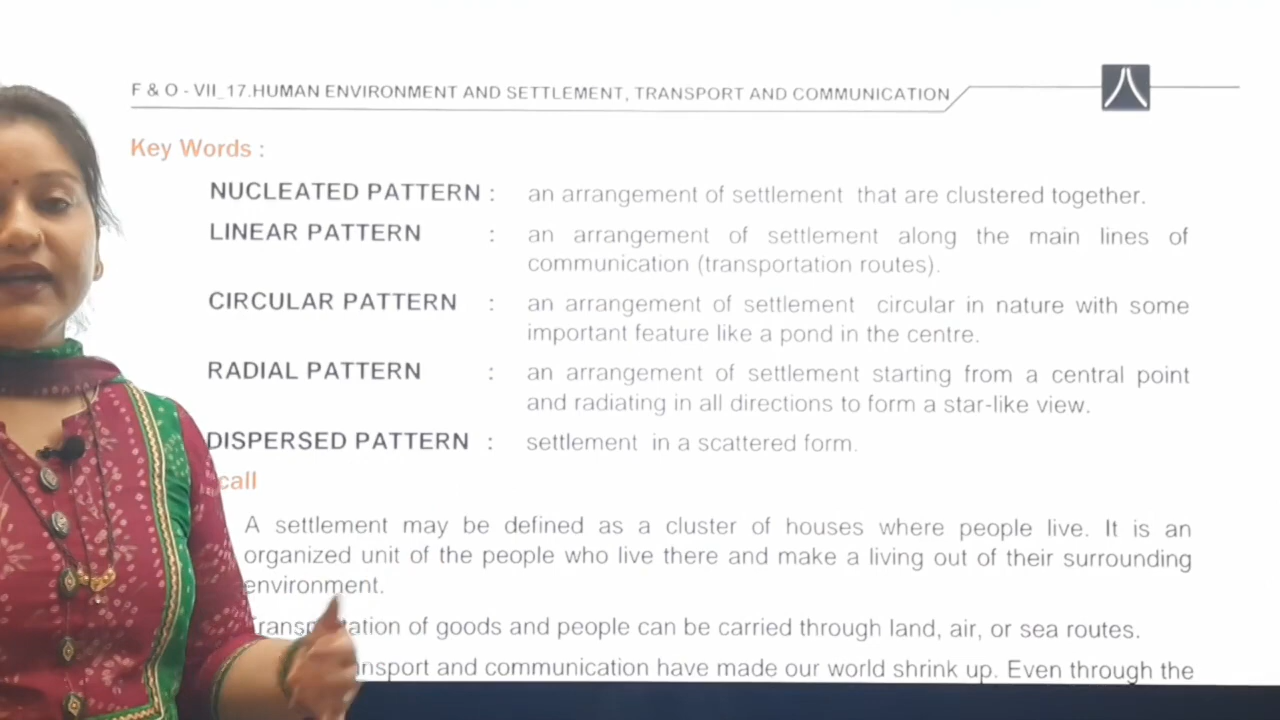 F & O - VII_17.HUMAN ENVIRONMENT AND SETTLEMENT, TRANSPORT AND COMMUNICATION
Key Words :
NUCLEATED PATTERN : an arrangement of settlement that are clustered together.
LINEAR PATTERN : an arrangement of settlement along the main lines of
communication (transportation routes).
CIRCULAR PATTERN : an arrangement of settlement circular in nature with some
important feature like a pond in the centre.
RADIAL PATTERN : an arrangement of settlement starting from a central point
and radiating in all directions to form a star-like view.
DISPERSED PATTERN : settlement in a scattered form.
call
A settlement may be defined as a cluster of houses where people live. It is an
organized unit of the people who live there and make a living out of their surrounding
environment.
of goods and people can be carried through land, air, or sea routes.
and communication have made our world shrink up. Even through the